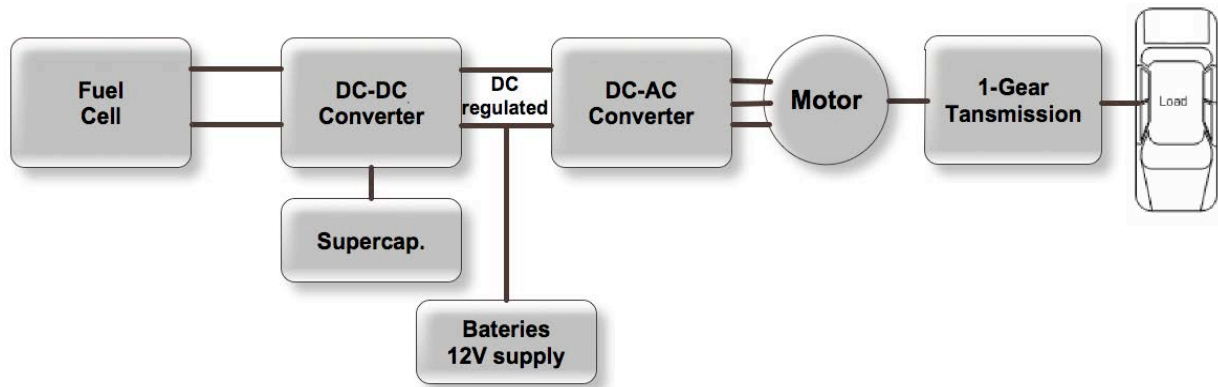 Fuel
Cell
DC-DC
Converter
DC
regulated
DC-AC
Converter
Motor
1-Gear
Tansmission
Load
Supercap.
Bateries
12V supply